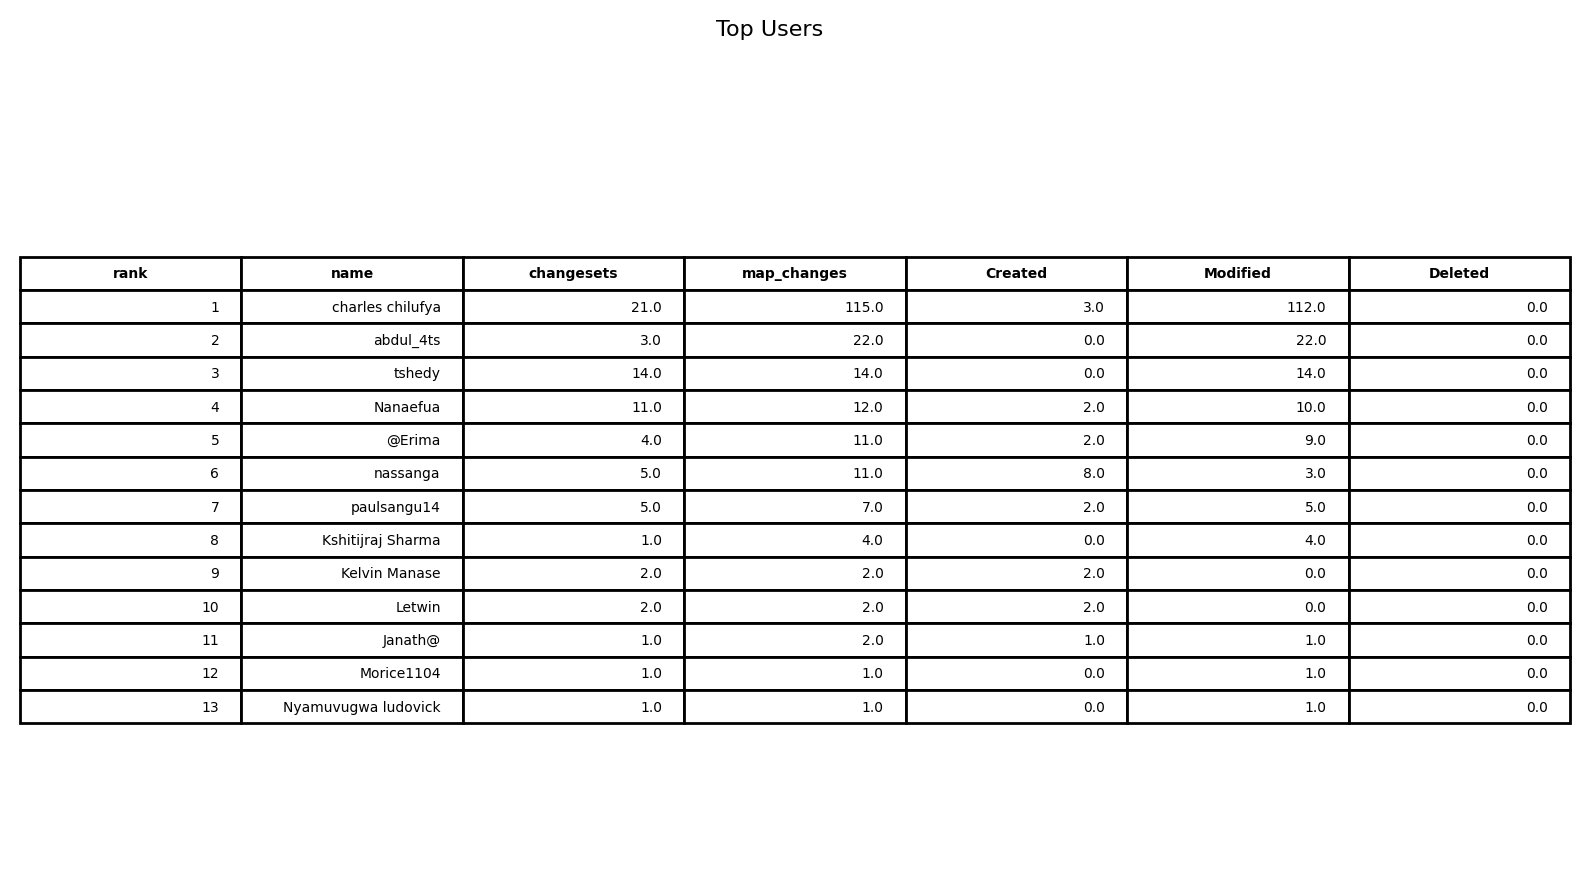 Top Users
rank name changesets map_changes Created Modified Deleted
1 charles chilufya 21.0 115.0 3.0 112.0 0.0
2 abdul_4ts 3.0 22.0 0.0 22.0 0.0
3 tshedy 14.0 14.0 0.0 14.0 0.0
4 Nanaefua 11.0 12.0 2.0 10.0 0.0
5 @Erima 4.0 11.0 2.0 9.0 0.0
6 nassanga 5.0 11.0 8.0 3.0 0.0
7 paulsangu14 5.0 7.0 2.0 5.0 0.0
8 Kshitijraj Sharma 1.0 4.0 0.0 4.0 0.0
9 Kelvin Manase 2.0 2.0 2.0 0.0 0.0
10 Letwin 2.0 2.0 2.0 0.0 0.0
11 Janath@ 1.0 2.0 1.0 1.0 0.0
12 Morice1104 1.0 1.0 0.0 1.0 0.0
13 Nyamuvugwa ludovick 1.0 1.0 0.0 1.0 0.0